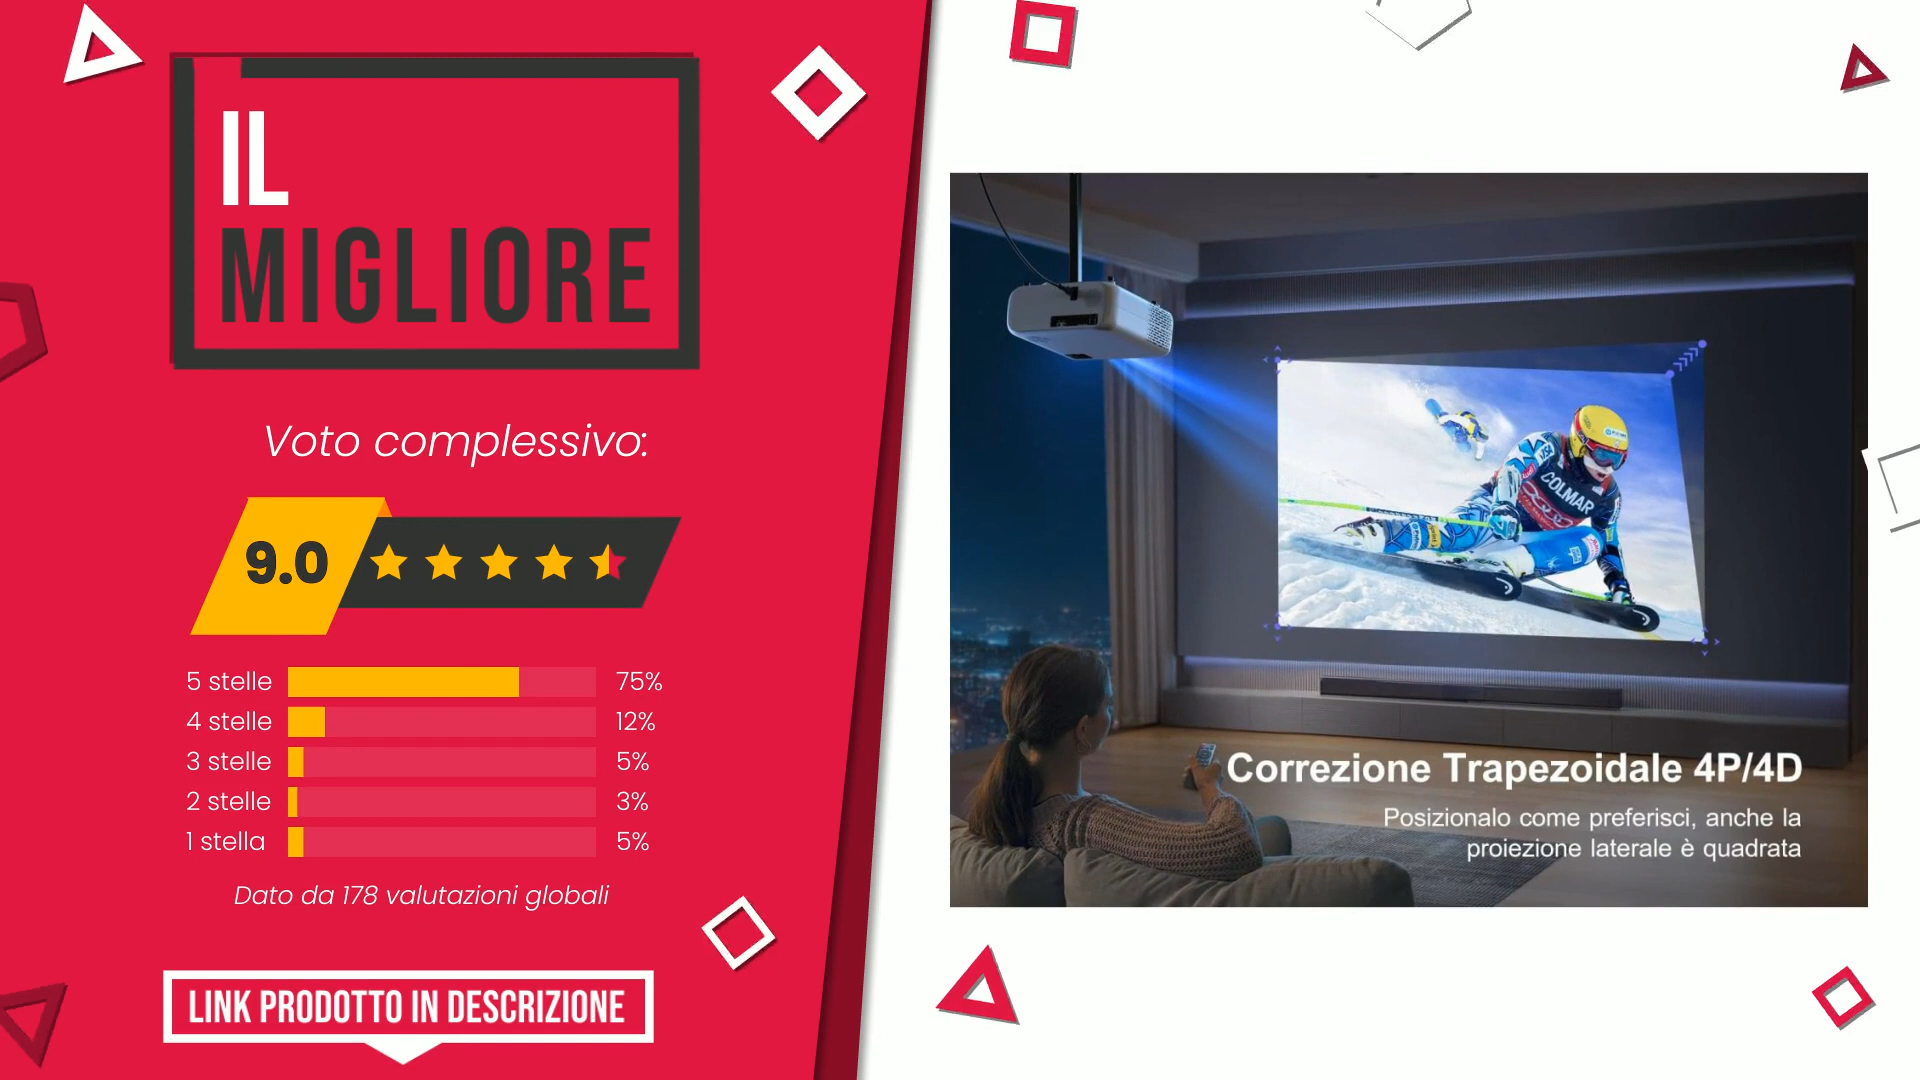 IL
MIGLIORE
Voto complessivo:
9.0
5 stelle 75%
4 stelle 12%
3 stelle 5%
2 stelle 3%
1 stella 5%
Dato da 178 valutazioni globali
LINK PRODOTTO IN DESCRIZIONE
COLMAR
Correzione Trapezoidale 4P/4D
Posizionalo come preferisci, anche la
proiezione laterale è quadrata